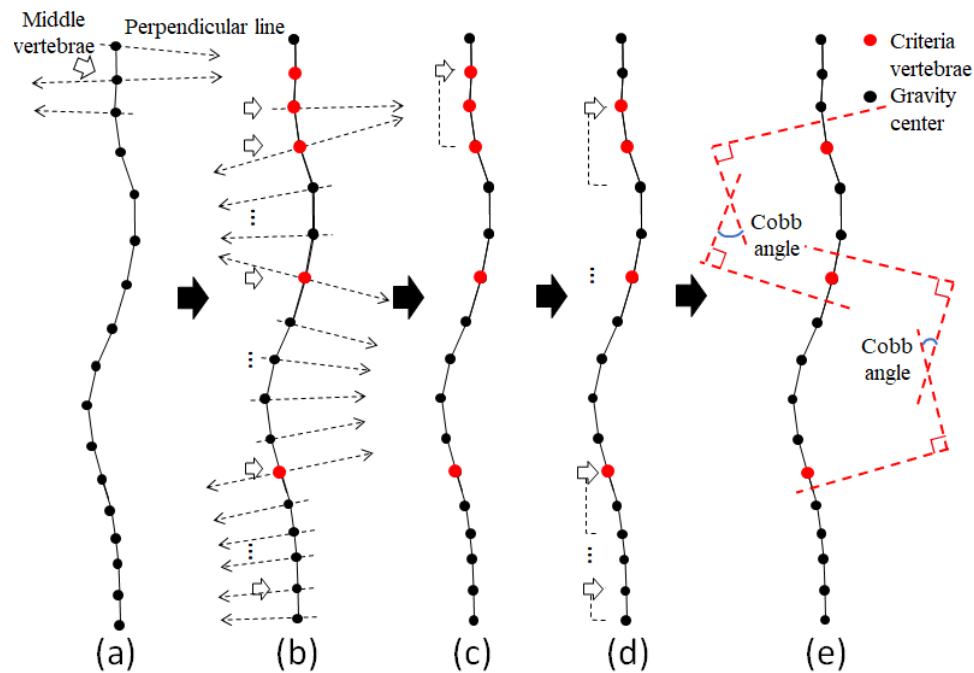 Middle
vertebrae
Perpendicular line
Criteria
vertebrae
Gravity
center
...
...
...
...
...
Cobb
angle
Cobb
angle
(a)
(b)
(c)
(d)
(e)